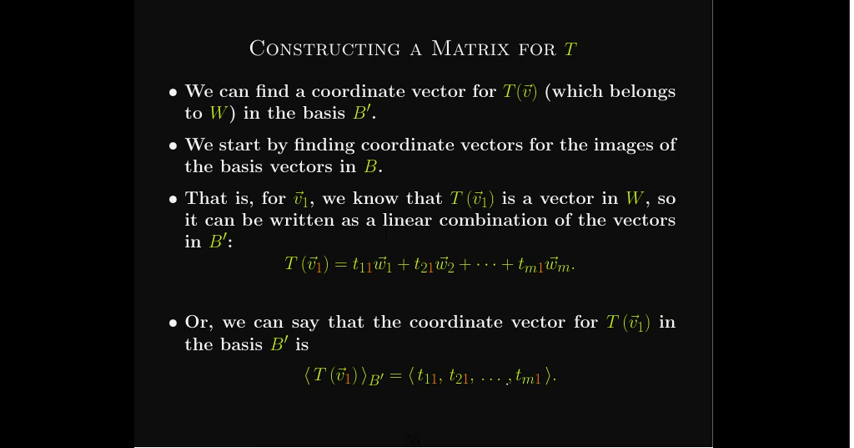 Constructing a Matrix for T
• We can find a coordinate vector for T(v⃗) (which belongs
to W) in the basis B′.
• We start by finding coordinate vectors for the images of
the basis vectors in B.
• That is, for v⃗₁, we know that T (v⃗₁) is a vector in W, so
it can be written as a linear combination of the vectors
in B′:
T (v⃗₁) = t₁₁w⃗₁ + t₂₁w⃗₂ + ··· + tₘ₁w⃗ₘ.
• Or, we can say that the coordinate vector for T (v⃗₁) in
the basis B′ is
⟨ T (v⃗₁) ⟩B′ = ⟨ t₁₁, t₂₁, …, tₘ₁ ⟩.